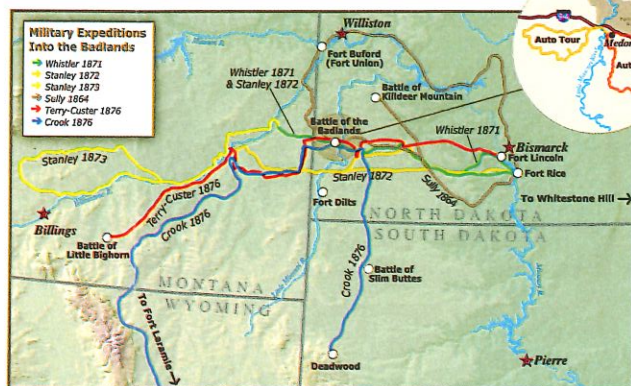 Military Expeditions
Into the Badlands
Whistler 1871
Stanley 1872
Stanley 1873
Sully 1864
Terry-Custer 1876
Crook 1876
Williston
Fort Buford
(Fort Union)
Auto Tour
Whistler 1871
& Stanley 1872
Battle of
Killdeer Mountain
Battle of the
Badlands
Whistler 1871
Bismarck
Fort Lincoln
Fort Rice
Stanley 1873
Stanley 1872
Sully 1864
To Whitestone Hill
Terry-Custer 1876
Fort Dilts
Billings
Crook 1876
Battle of
Little Bighorn
NORTH DAKOTA
SOUTH DAKOTA
MONTANA
WYOMING
Crook 1876
Battle of
Slim Buttes
To Fort Laramie
Deadwood
Pierre